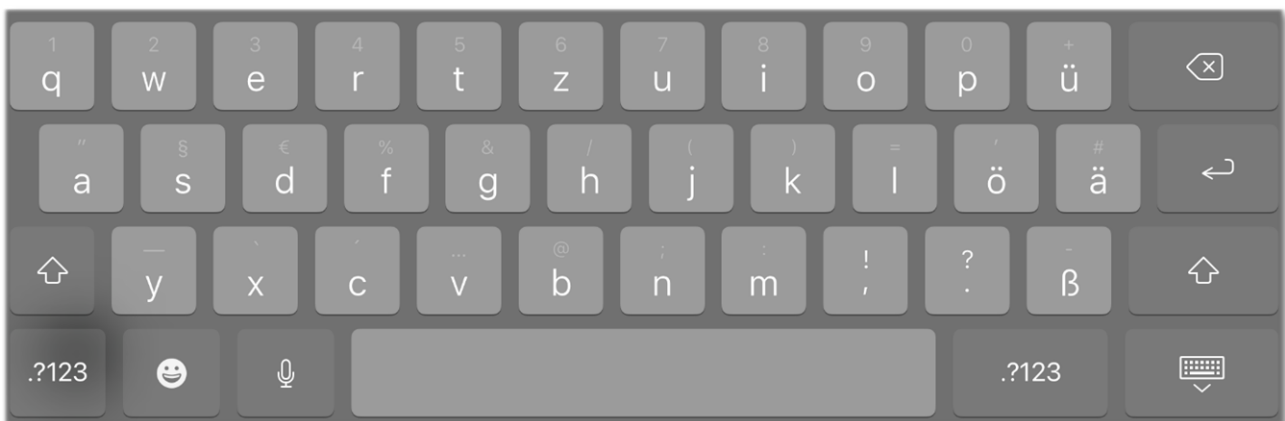 1 2 3 4 5 6 7 8 9 0 +
q w e r t z u i o p ü
" § € % & / ( ) = ' #
a s d f g h j k l ö ä
— ` ´ ... @ ; : ! ? -
y x c v b n m , . ß
.?123 .?123